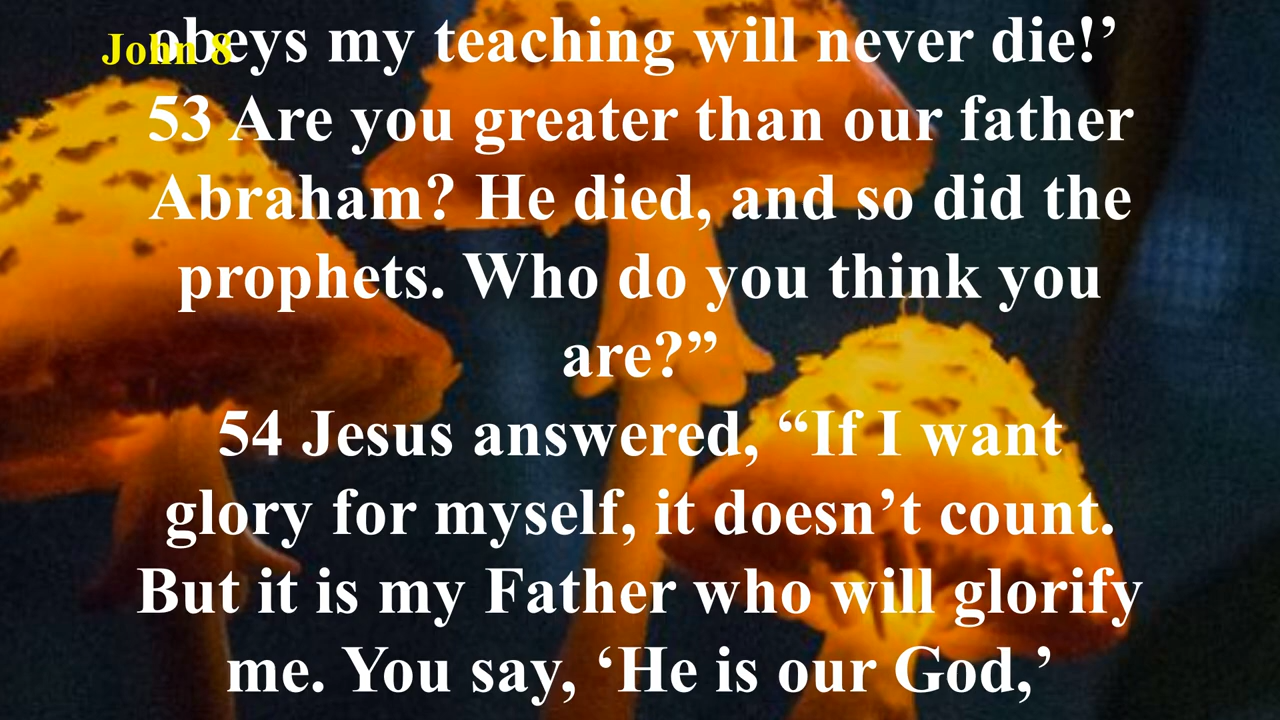 John 8
obeys my teaching will never die!’
53 Are you greater than our father
Abraham? He died, and so did the
prophets. Who do you think you
are?”
54 Jesus answered, “If I want
glory for myself, it doesn’t count.
But it is my Father who will glorify
me. You say, ‘He is our God,’